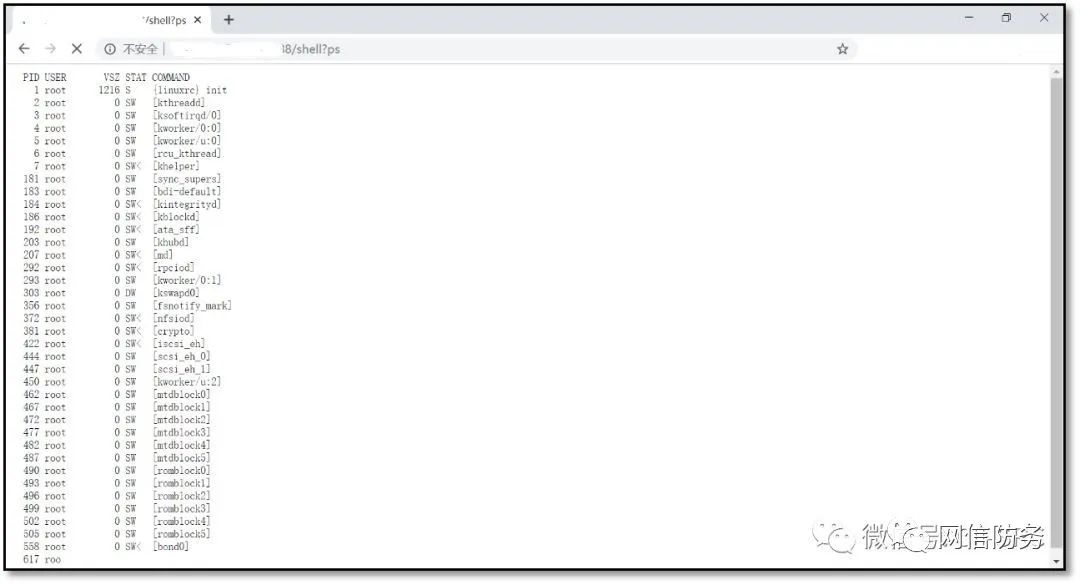 /shell?ps
不安全
/shell?ps
PID USER VSZ STAT COMMAND
1 root 1216 S {linuxrc} init
2 root 0 SW [kthreadd]
3 root 0 SW [ksoftirqd/0]
4 root 0 SW [kworker/0:0]
5 root 0 SW [kworker/u:0]
6 root 0 SW [rcu_kthread]
7 root 0 SW< [khelper]
181 root 0 SW [sync_supers]
183 root 0 SW [bdi-default]
184 root 0 SW< [kintegrityd]
186 root 0 SW< [kblockd]
192 root 0 SW< [ata_sff]
203 root 0 SW [khubd]
207 root 0 SW< [md]
292 root 0 SW< [rpciod]
293 root 0 SW [kworker/0:1]
303 root 0 DW [kswapd0]
356 root 0 SW [fsnotify_mark]
372 root 0 SW< [nfsiod]
381 root 0 SW< [crypto]
422 root 0 SW< [iscsi_eh]
444 root 0 SW [scsi_eh_0]
447 root 0 SW [scsi_eh_1]
450 root 0 SW [kworker/u:2]
462 root 0 SW [mtdblock0]
467 root 0 SW [mtdblock1]
472 root 0 SW [mtdblock2]
477 root 0 SW [mtdblock3]
482 root 0 SW [mtdblock4]
487 root 0 SW [mtdblock5]
490 root 0 SW [romblock0]
493 root 0 SW [romblock1]
496 root 0 SW [romblock2]
499 root 0 SW [romblock3]
502 root 0 SW [romblock4]
505 root 0 SW [romblock5]
558 root 0 SW< [bond0]
617 roo
网信防务